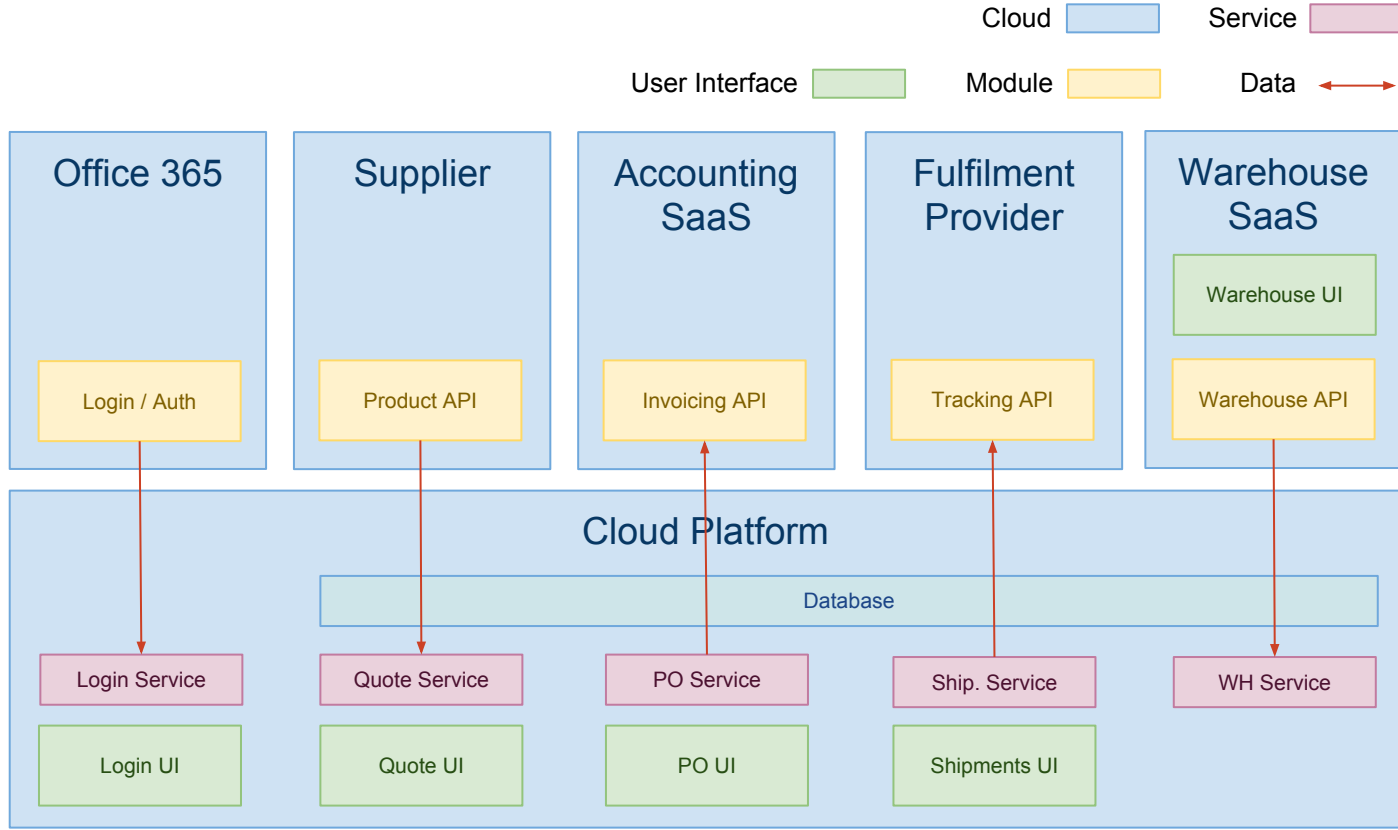 Cloud
Service
User Interface
Module
Data
Office 365
Supplier
Accounting
SaaS
Fulfilment
Provider
Warehouse
SaaS
Warehouse UI
Login / Auth
Product API
Invoicing API
Tracking API
Warehouse API
Cloud Platform
Database
Login Service
Quote Service
PO Service
Ship. Service
WH Service
Login UI
Quote UI
PO UI
Shipments UI